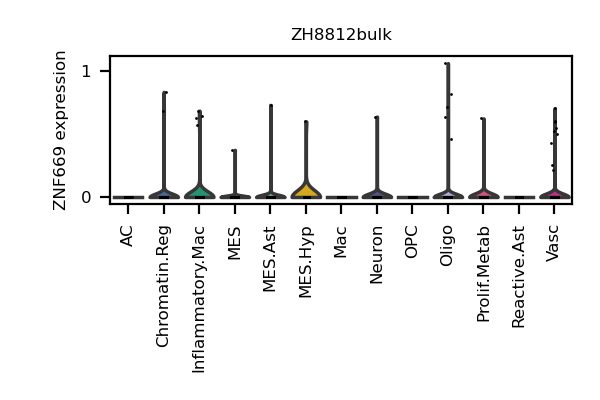 ZH8812bulk
ZNF669 expression
1
0
AC
Chromatin.Reg
Inflammatory.Mac
MES
MES.Ast
MES.Hyp
Mac
Neuron
OPC
Oligo
Prolif.Metab
Reactive.Ast
Vasc